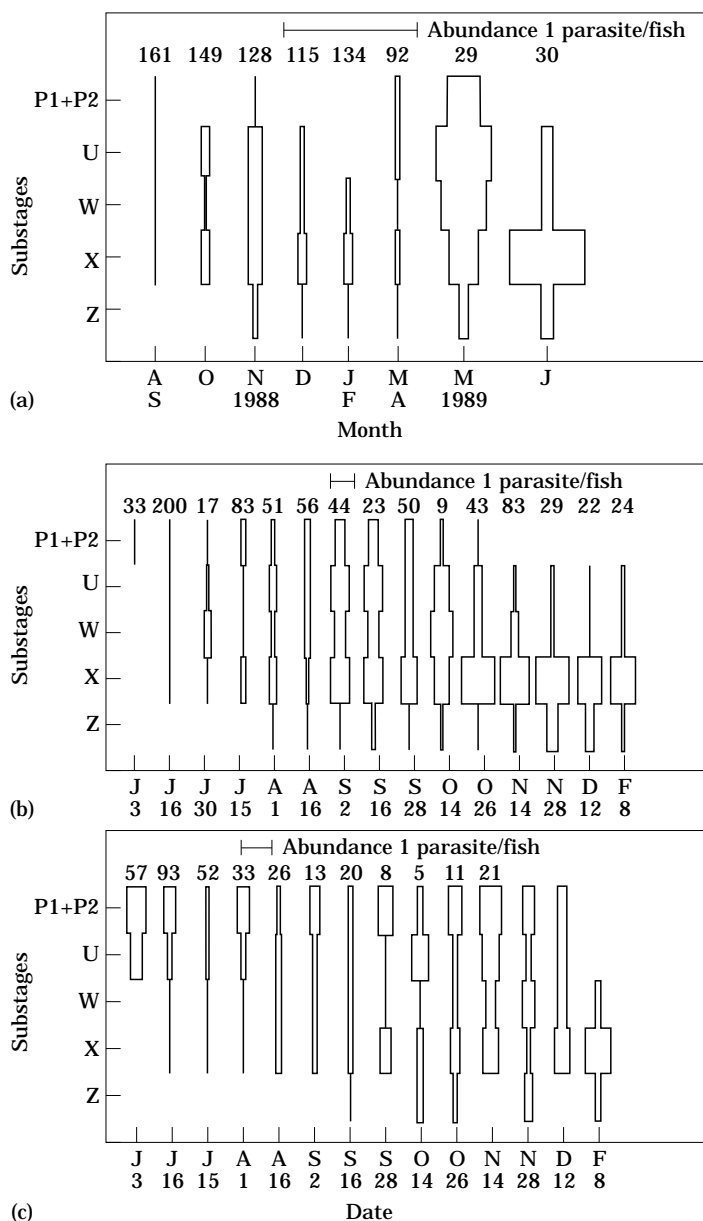 Abundance 1 parasite/fish
161 149 128 115 134 92 29 30
P1+P2
U
W
X
Z
Substages
A O N D J M M J
S 1988 F A 1989
(a)
Month
Abundance 1 parasite/fish
33 200 17 83 51 56 44 23 50 9 43 83 29 22 24
P1+P2
U
W
X
Z
Substages
J J J J A A S S S O O N N D F
3 16 30 15 1 16 2 16 28 14 26 14 28 12 8
(b)
Abundance 1 parasite/fish
57 93 52 33 26 13 20 8 5 11 21
P1+P2
U
W
X
Z
Substages
J J J A A S S S O O N N D F
3 16 15 1 16 2 16 28 14 26 14 28 12 8
(c)
Date